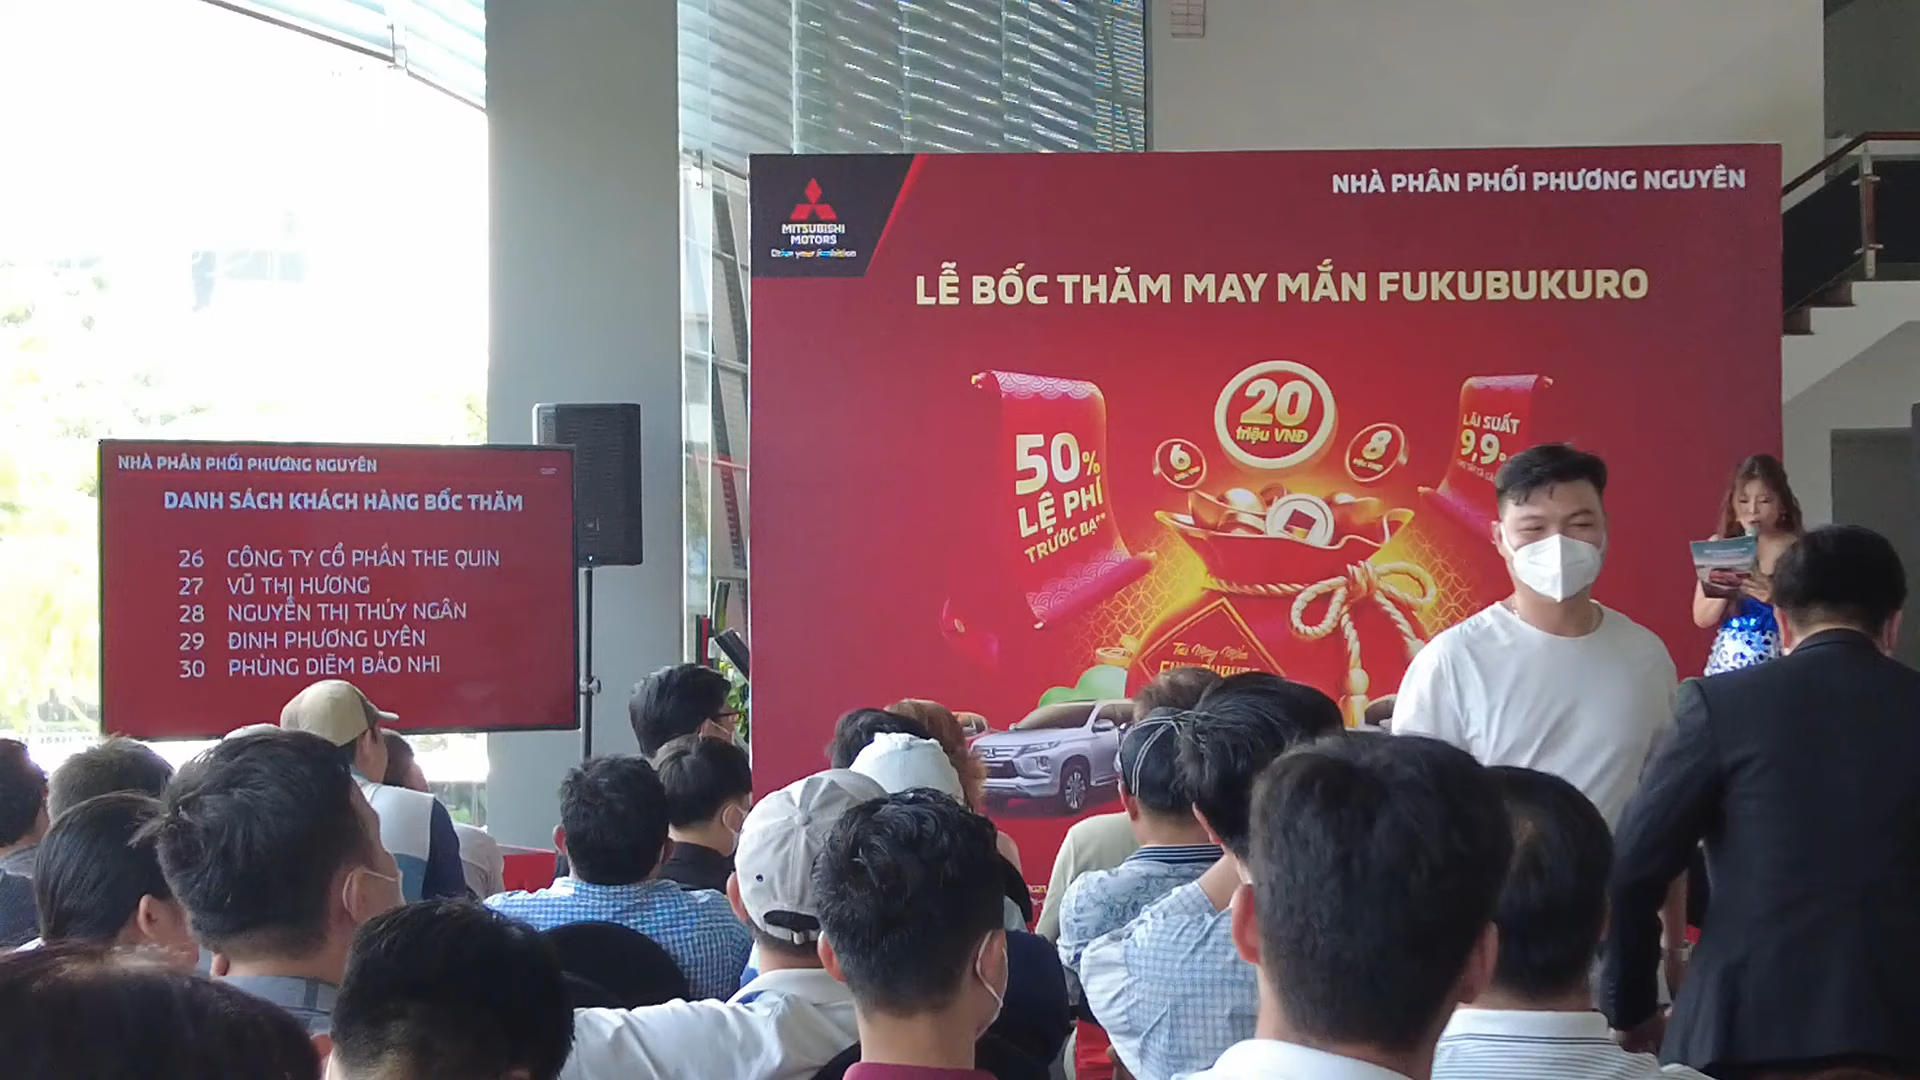 NHÀ PHÂN PHỐI PHƯƠNG NGUYÊN
DANH SÁCH KHÁCH HÀNG BỐC THĂM
26 CÔNG TY CỔ PHẦN THE QUIN
27 VŨ THỊ HƯƠNG
28 NGUYỄN THỊ THÚY NGÂN
29 ĐINH PHƯƠNG UYÊN
30 PHÙNG DIỄM BẢO NHI
MITSUBISHI
MOTORS
Drive your Ambition
NHÀ PHÂN PHỐI PHƯƠNG NGUYÊN
LỄ BỐC THĂM MAY MẮN FUKUBUKURO
50%
LỆ PHÍ
TRƯỚC BẠ
20
triệu VNĐ
6
8
LÃI SUẤT
9,9